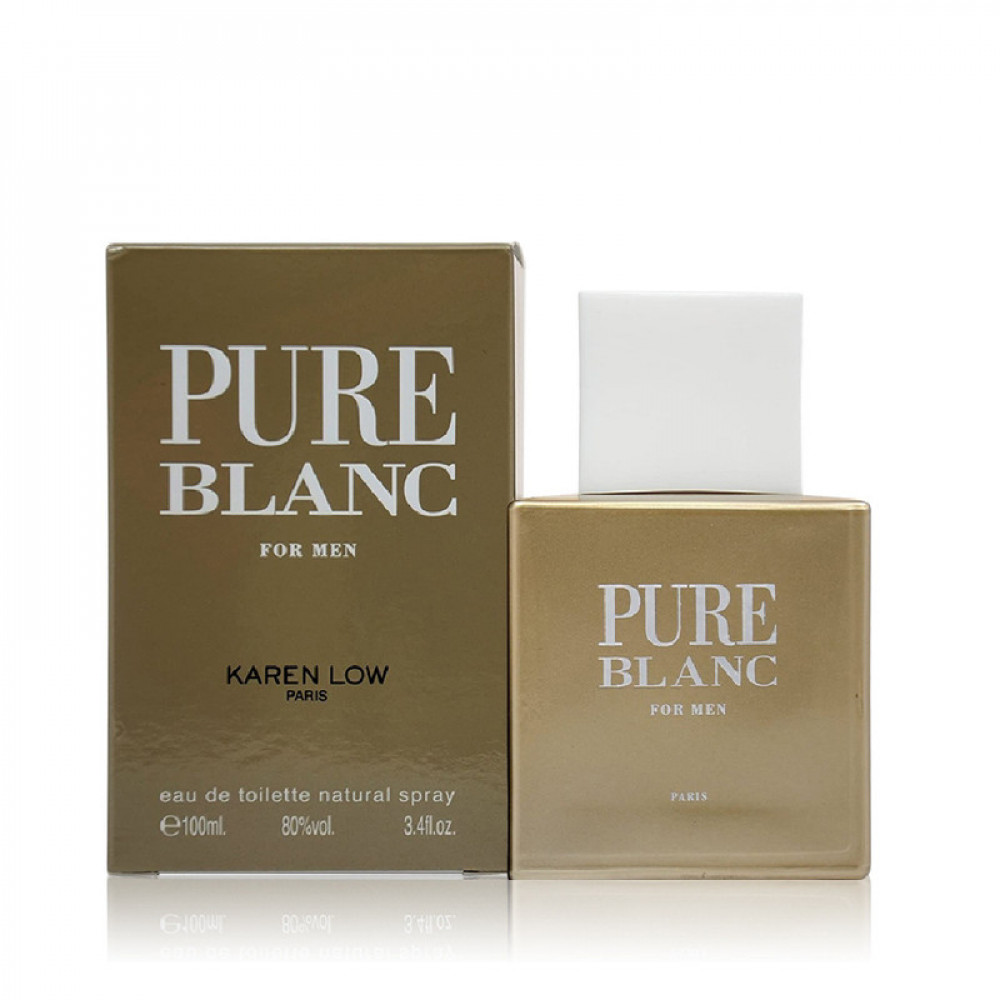 PURE
BLANC
FOR MEN
KAREN LOW
PARIS
eau de toilette natural spray
℮100ml. 80%vol. 3.4fl.oz.
PURE
BLANC
FOR MEN
PARIS